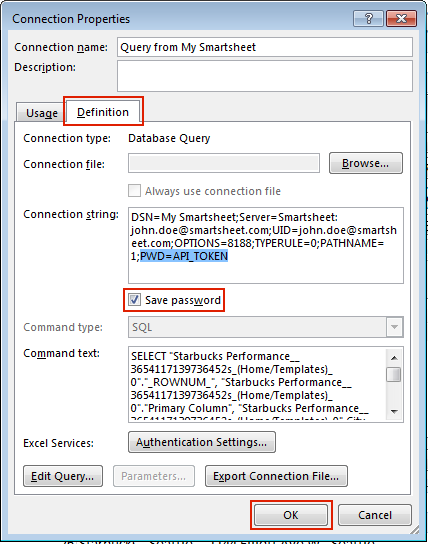 Connection Properties
Connection name: Query from My Smartsheet
Description:
Usage Definition
Connection type: Database Query
Connection file: Browse...
Always use connection file
Connection string: DSN=My Smartsheet;Server=Smartsheet:
john.doe@smartsheet.com;UID=john.doe@smartsh
eet.com;OPTIONS=8188;TYPERULE=0;PATHNAME=
1;PWD=API_TOKEN
Save password
Command type: SQL
Command text: SELECT "Starbucks Performance__
3654117139736452s_(Home/Templates)_
0"."_ROWNUM_", "Starbucks Performance__
3654117139736452s_(Home/Templates)_
0"."Primary Column", "Starbucks Performance__
3654117139736452s_(Home/Templates)_0".City
Excel Services: Authentication Settings...
Edit Query... Parameters... Export Connection File...
OK Cancel